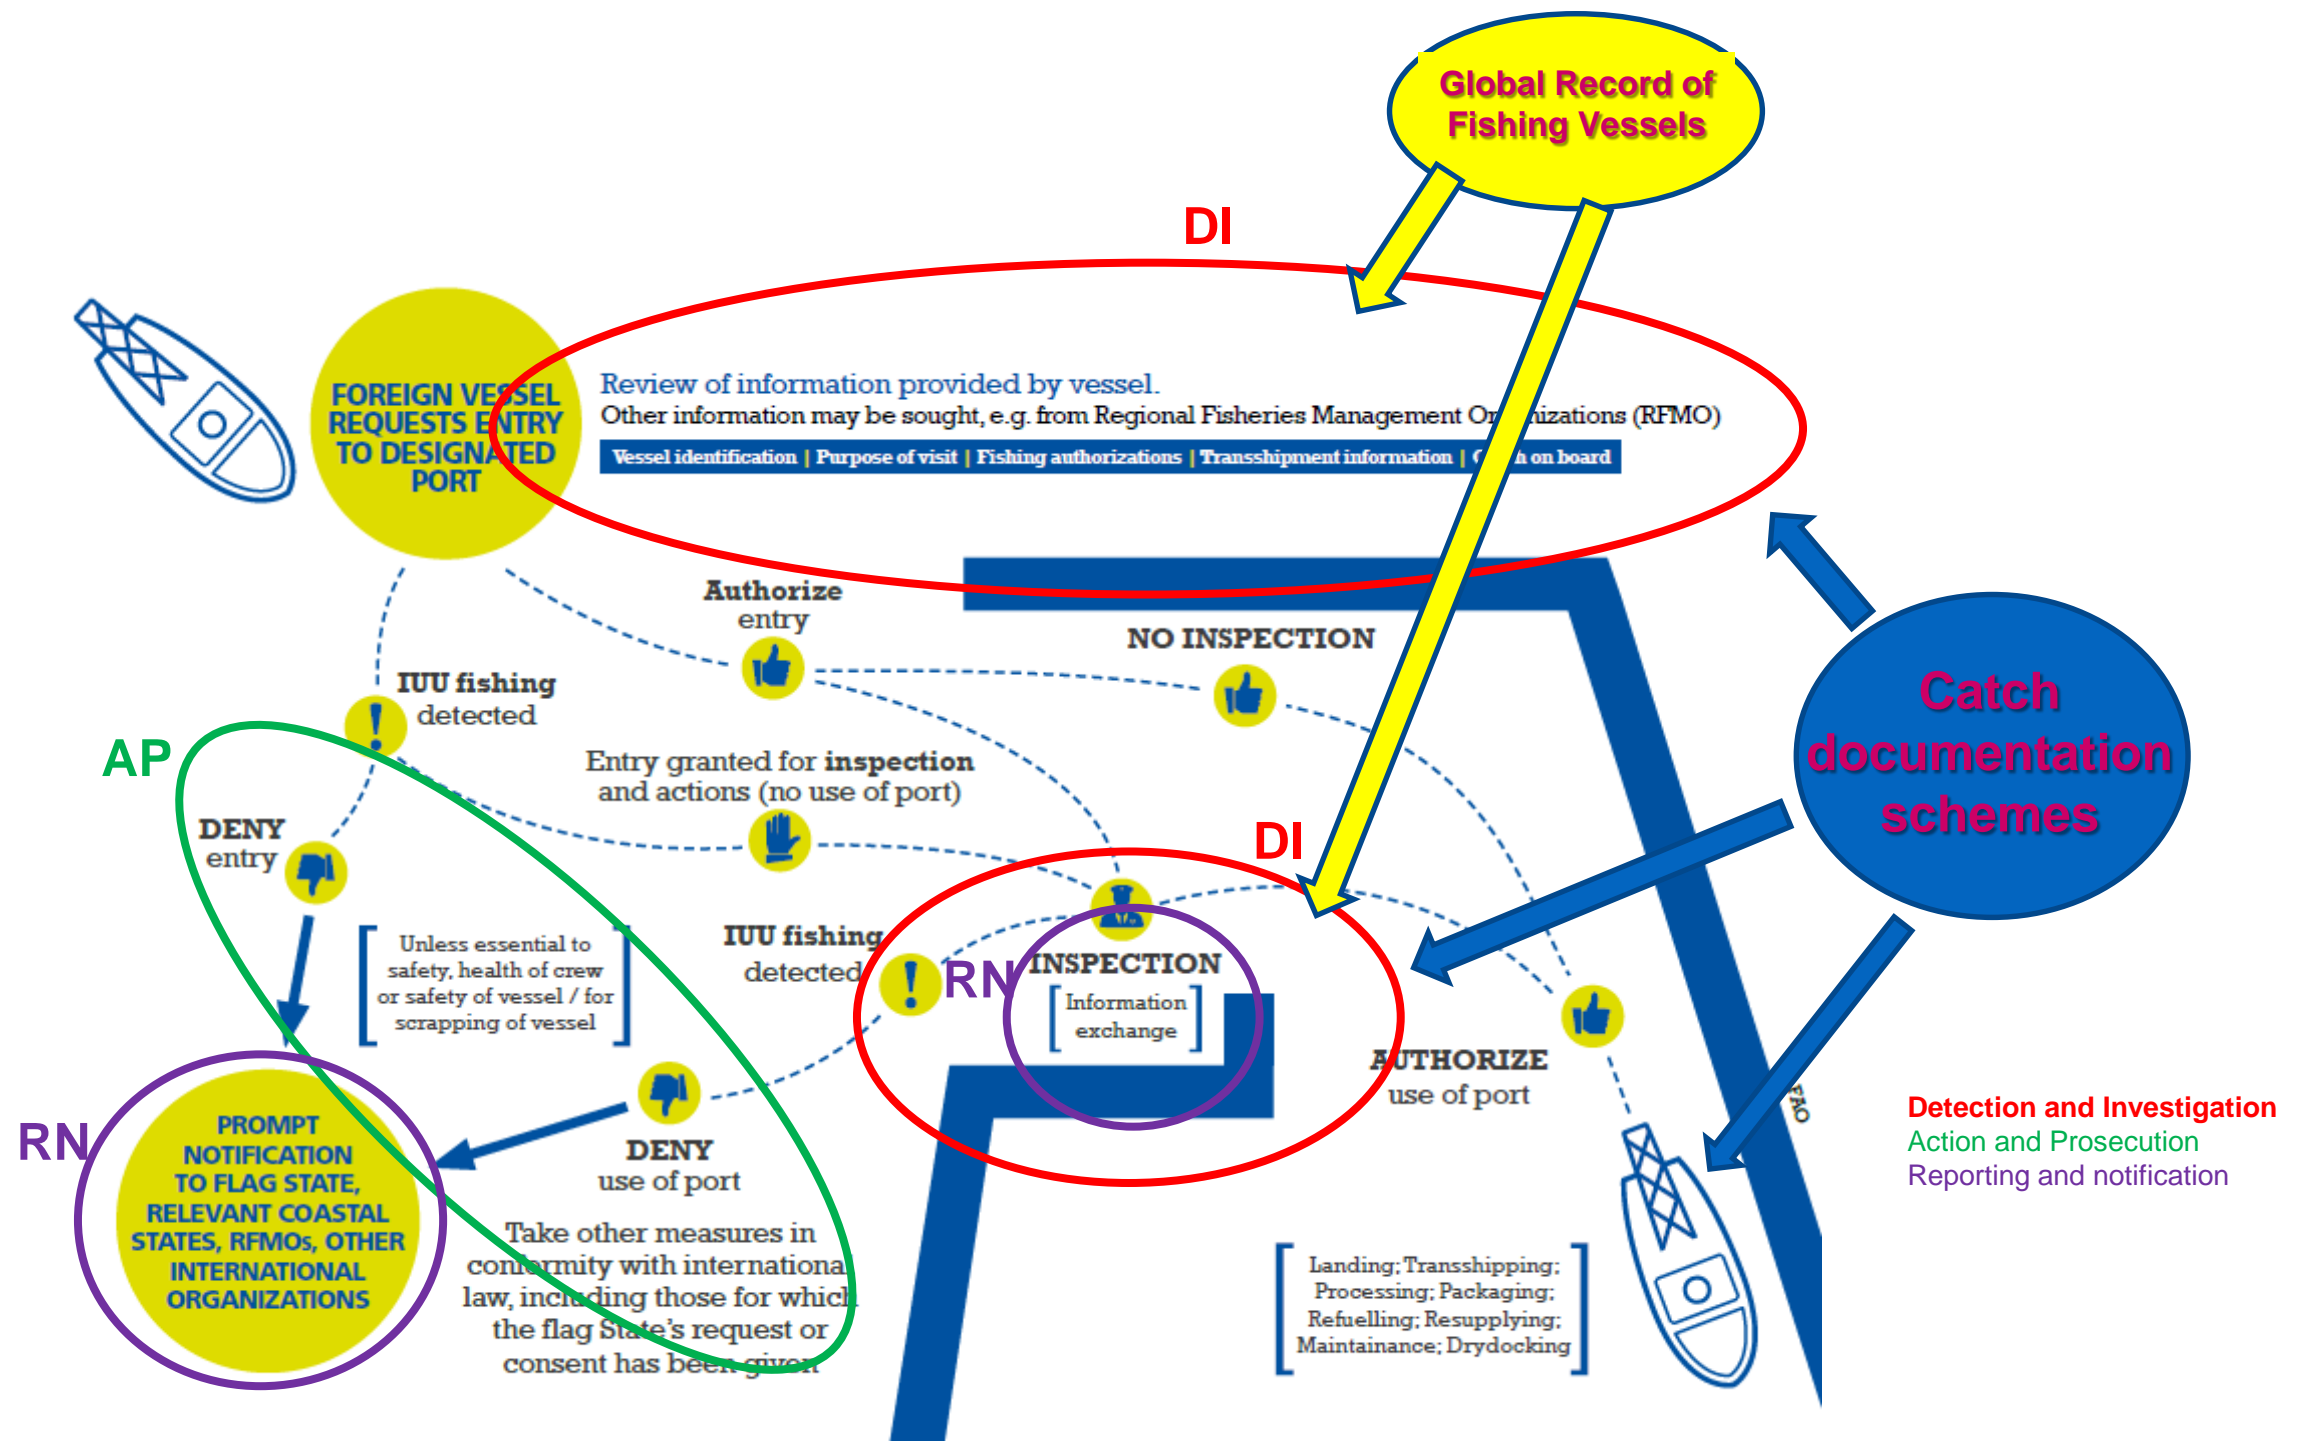 Global Record of
Fishing Vessels
DI
FOREIGN VESSEL
REQUESTS ENTRY
TO DESIGNATED
PORT
Review of information provided by vessel.
Other information may be sought, e.g. from Regional Fisheries Management Organizations (RFMO)
Vessel identification | Purpose of visit | Fishing authorizations | Transshipment information | on board
Authorize
entry
NO INSPECTION
IUU fishing
detected
AP
Entry granted for inspection
and actions (no use of port)
DENY
entry
Catch
documentation
schemes
DI
Unless essential to
safety, health of crew
or safety of vessel / for
scrapping of vessel
IUU fishing
detected
RN
INSPECTION
Information
exchange
AUTHORIZE
use of port
FAO
Detection and Investigation
Action and Prosecution
Reporting and notification
RN
PROMPT
NOTIFICATION
TO FLAG STATE,
RELEVANT COASTAL
STATES, RFMOs, OTHER
INTERNATIONAL
ORGANIZATIONS
DENY
use of port
Take other measures in
conformity with international
law, including those for which
the flag State's request or
consent has been given
Landing; Transshipping;
Processing; Packaging;
Refuelling; Resupplying;
Maintainance; Drydocking